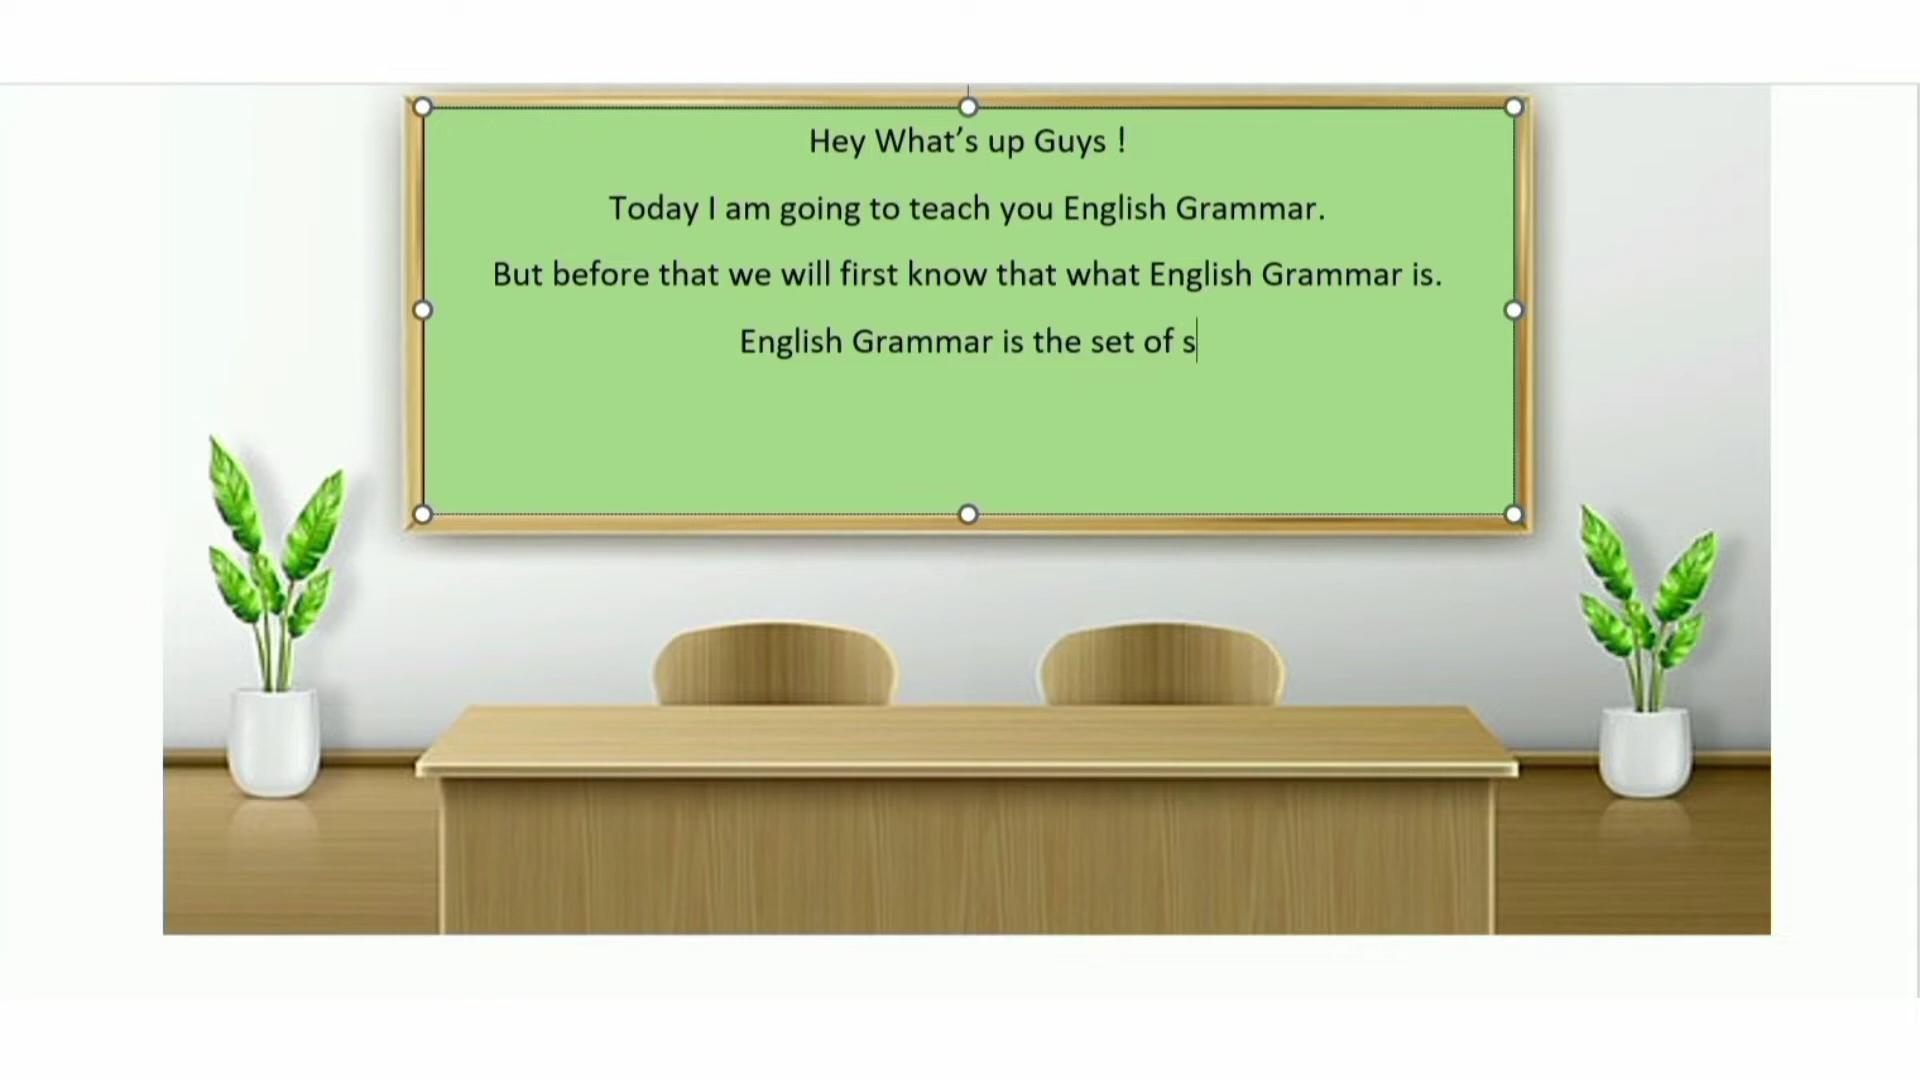 Hey What’s up Guys !
Today I am going to teach you English Grammar.
But before that we will first know that what English Grammar is.
English Grammar is the set of s